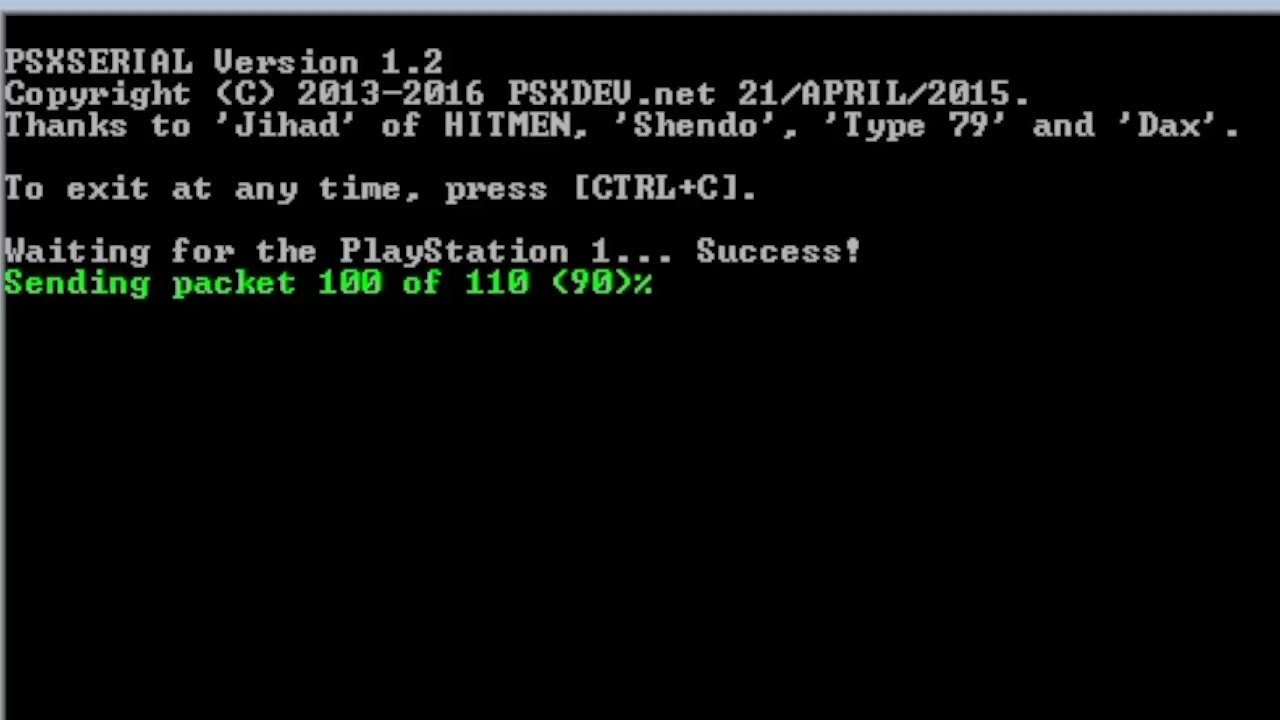 PSXSERIAL Version 1.2
Copyright (C) 2013-2016 PSXDEV.net 21/APRIL/2015.
Thanks to 'Jihad' of HITMEN, 'Shendo', 'Type 79' and 'Dax'.
To exit at any time, press [CTRL+C].
Waiting for the PlayStation 1... Success!
Sending packet 100 of 110 (90)%